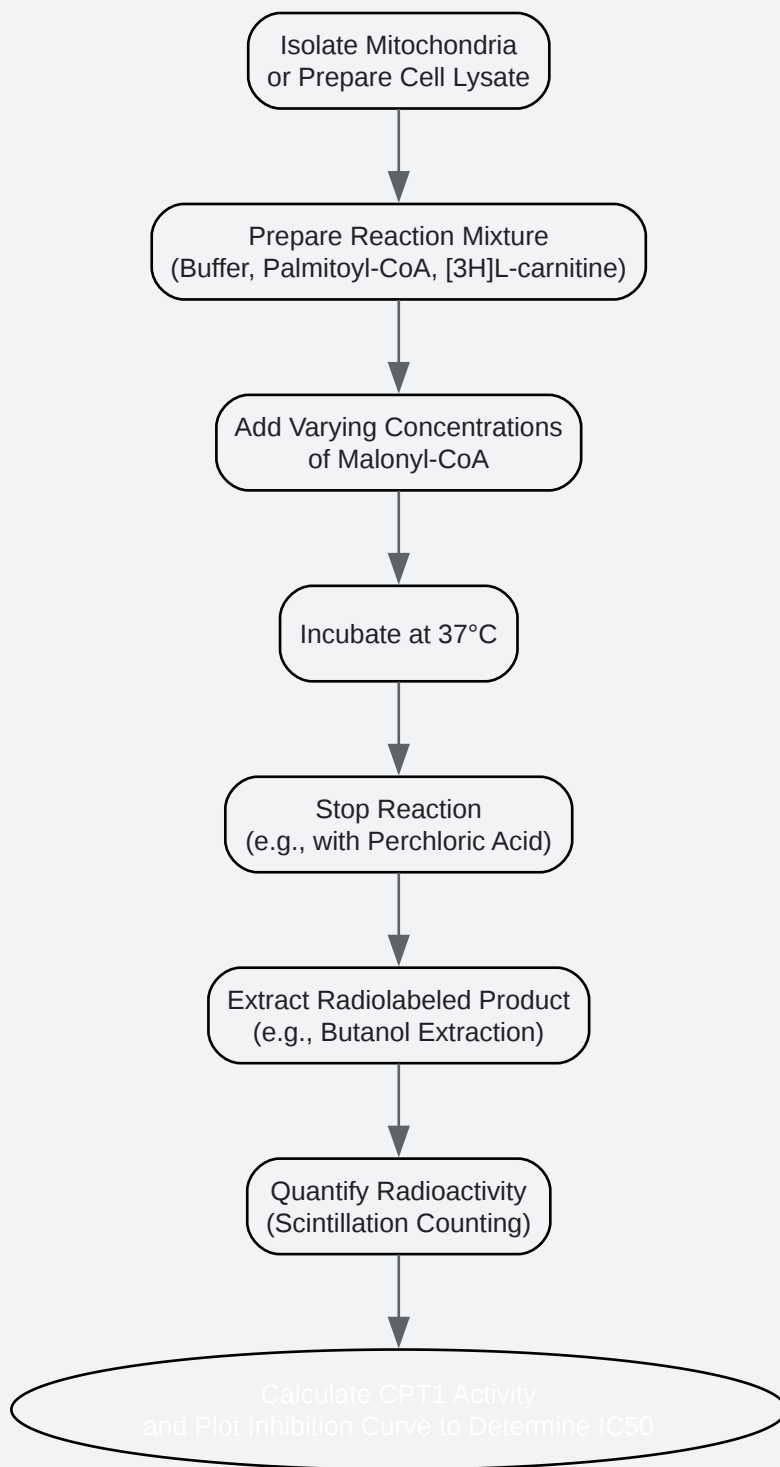 Isolate Mitochondria
or Prepare Cell Lysate
Prepare Reaction Mixture
(Buffer, Palmitoyl-CoA, [3H]L-carnitine)
Add Varying Concentrations
of Malonyl-CoA
Incubate at 37°C
Stop Reaction
(e.g., with Perchloric Acid)
Extract Radiolabeled Product
(e.g., Butanol Extraction)
Quantify Radioactivity
(Scintillation Counting)
Calculate CPT1 Activity
and Plot Inhibition Curve to Determine IC50